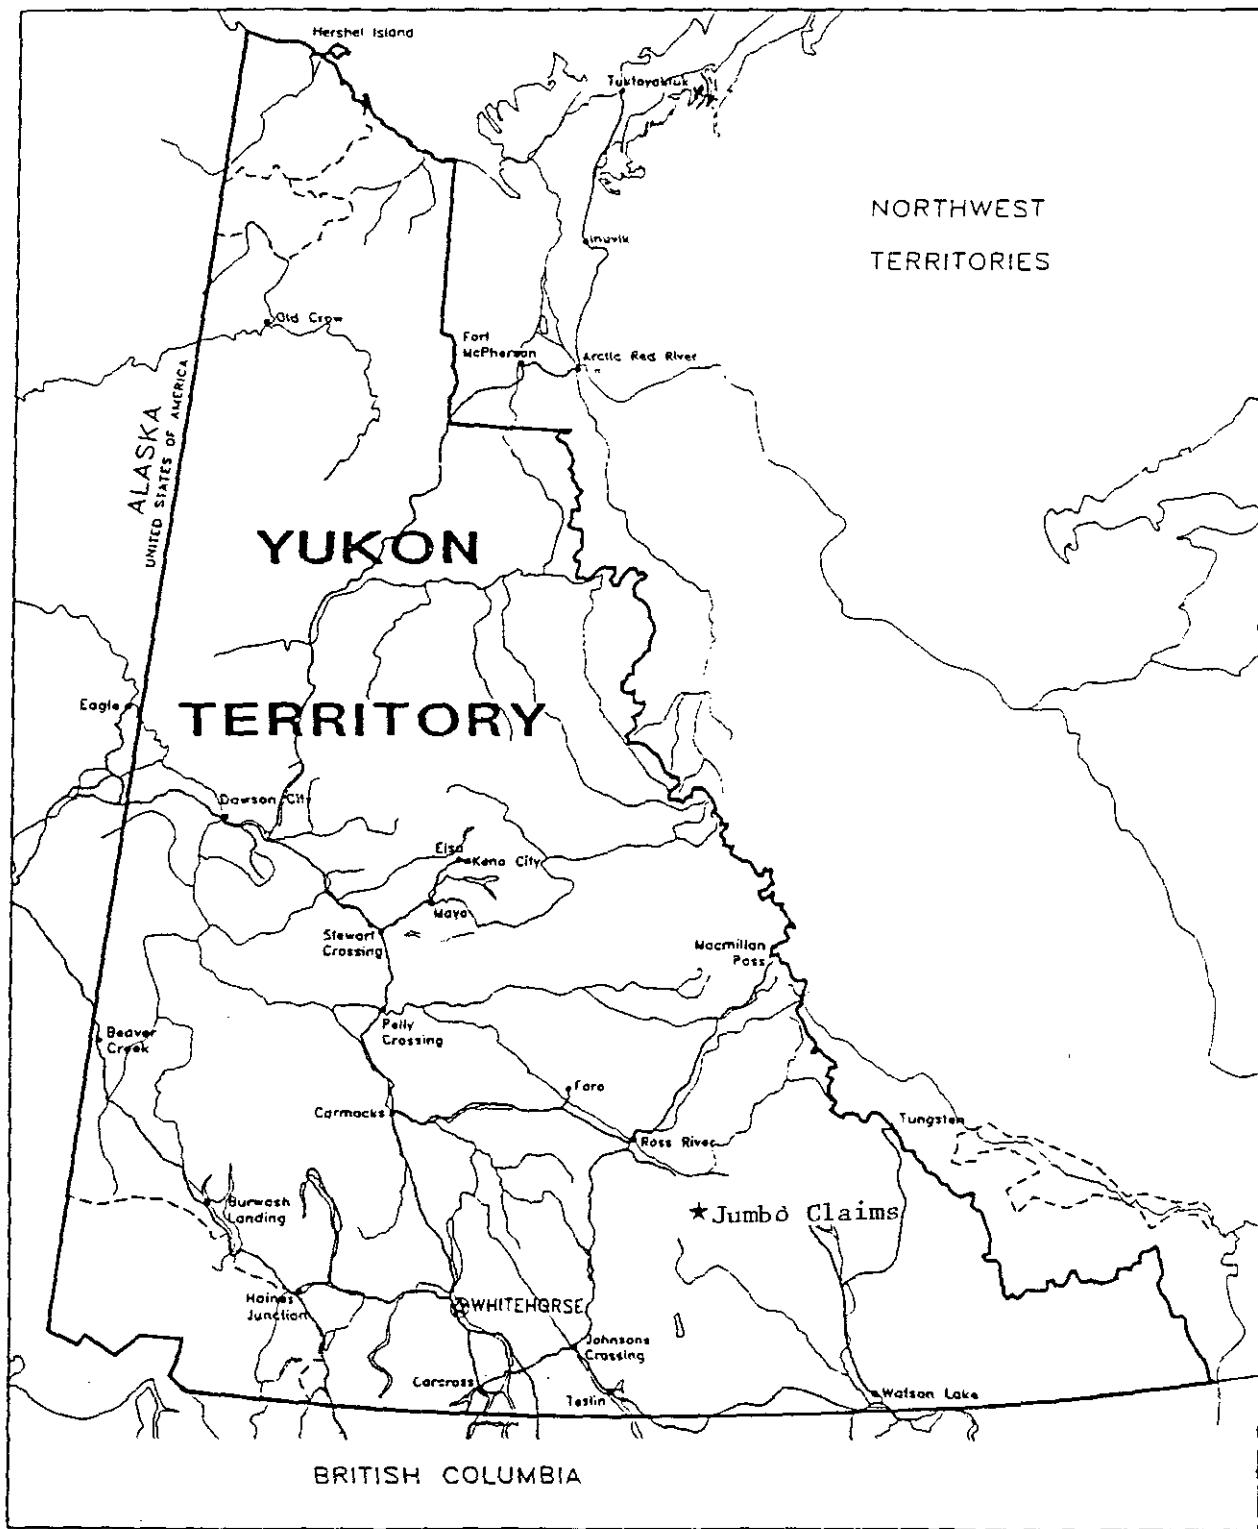 Hershel Island
Tuktoyaktuk
NORTHWEST
TERRITORIES
Inuvik
Old Crow
Fort
McPherson
Arctic Red River
ALASKA
UNITED STATES OF AMERICA
YUKON
TERRITORY
Eagle
Dawson City
Elsa
Keno City
Mayo
Stewart
Crossing
Macmillan
Pass
Pelly
Crossing
Beaver
Creek
Faro
Carmacks
Ross River
Tungsten
Burwash
Landing
★Jumbo Claims
Haines
Junction
WHITEHORSE
Johnsons
Crossing
Carcross
Teslin
Watson Lake
BRITISH COLUMBIA